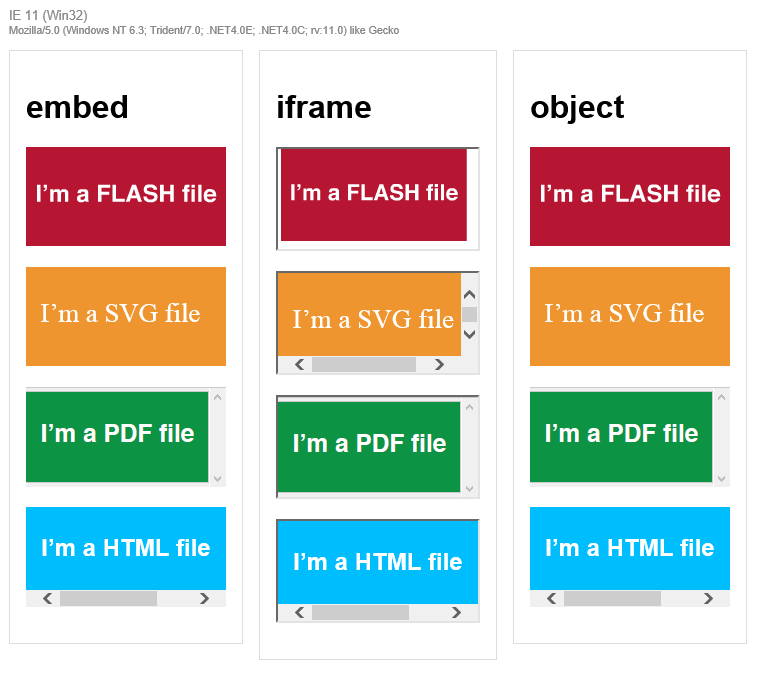 IE 11 (Win32)
Mozilla/5.0 (Windows NT 6.3; Trident/7.0; .NET4.0E; .NET4.0C; rv:11.0) like Gecko
embed
I’m a FLASH file
I’m a SVG file
I’m a PDF file
I’m a HTML file
iframe
I’m a FLASH file
I’m a SVG file
I’m a PDF file
I’m a HTML file
object
I’m a FLASH file
I’m a SVG file
I’m a PDF file
I’m a HTML file